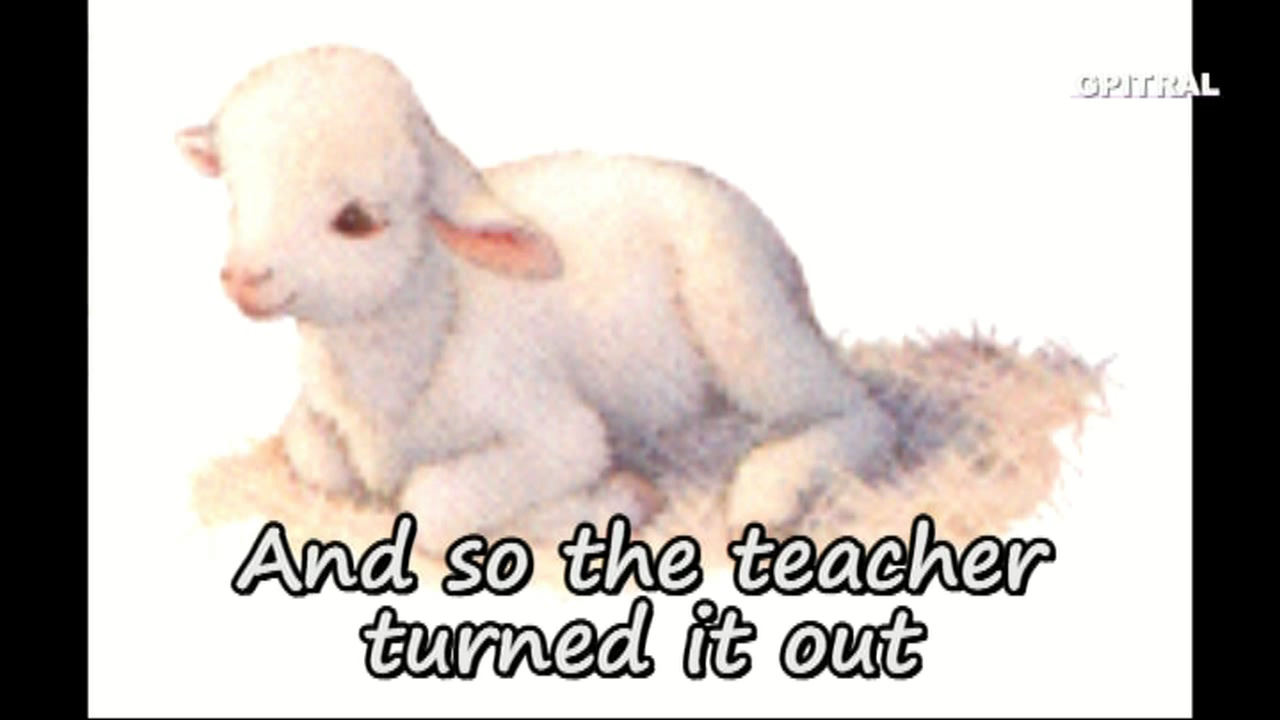 GPITRAL
And so the teacher
turned it out